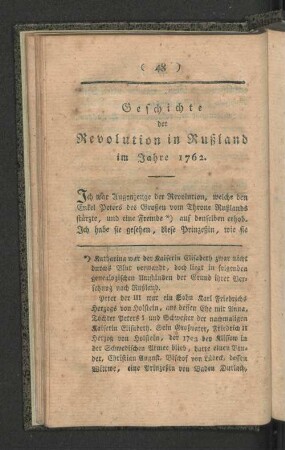 ( 48 )
Geschichte
der
Revolution in Rußland
im Jahre 1762.
Ich war Augenzeuge der Revolution, welche den
Enkel Peters des Großen vom Throne Rußlands
stürzte, und eine Fremde *) auf denselben erhob.
Ich habe sie gesehen, diese Prinzeßin, wie sie
*) Katharina war der Kaiserin Elisabeth zwar nicht
durchs Blut verwandt, doch liegt in folgenden
genealogischen Umständen der Grund ihrer Ver-
setzung nach Rußland.
Peter der III war ein Sohn Karl Friedrichs
Herzogs von Holstein, aus dessen Ehe mit Anna,
Tochter Peters I und Schwester der nachmaligen
Kaiserin Elisabeth. Sein Großvater, Friedrich II
Herzog von Holstein, der 1702 bey Klissow in
der Schwedischen Armee blieb, hatte einen Bru-
der, Christian August, Bischof von Lübeck, dessen
Wittwe, eine Prinzeßin von Baden Durlach,